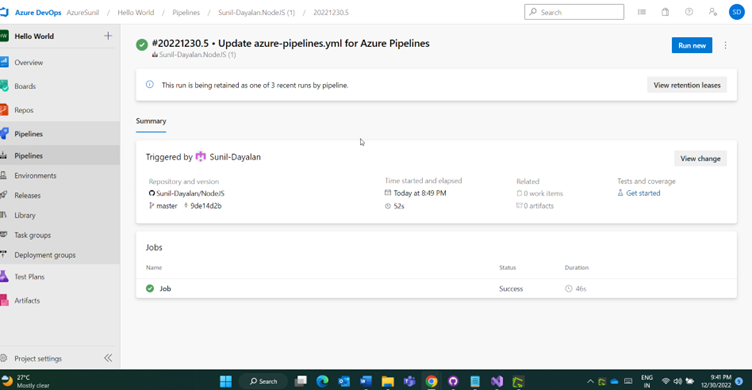 Azure DevOps AzureSunil / Hello World / Pipelines / Sunil-Dayalan.NodeJS (1) / 20221230.5
Search
SD
HW Hello World
Overview
Boards
Repos
Pipelines
Pipelines
Environments
Releases
Library
Task groups
Deployment groups
Test Plans
Artifacts
Project settings
#20221230.5 • Update azure-pipelines.yml for Azure Pipelines
Sunil-Dayalan.NodeJS (1)
Run new
This run is being retained as one of 3 recent runs by pipeline.
View retention leases
Summary
Triggered by Sunil-Dayalan
View change
Repository and version
Sunil-Dayalan/NodeJS
master 9de14d2b
Time started and elapsed
Today at 8:49 PM
52s
Related
0 work items
0 artifacts
Tests and coverage
Get started
Jobs
Name Status Duration
Job Success 46s
27°C
Mostly clear
Search
ENG
IN
9:41 PM
12/30/2022